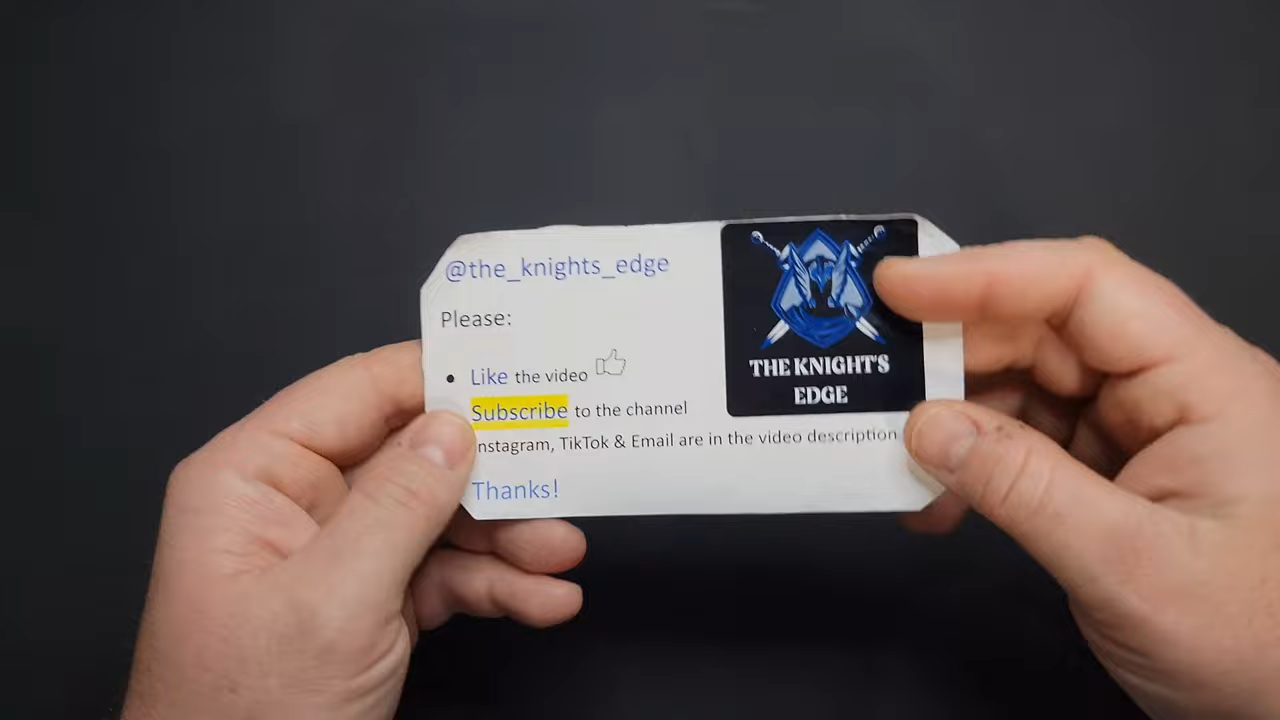 @the_knights_edge
Please:
• Like the video
Subscribe to the channel
nstagram, TikTok & Email are in the video description
Thanks!
THE KNIGHT'S
EDGE